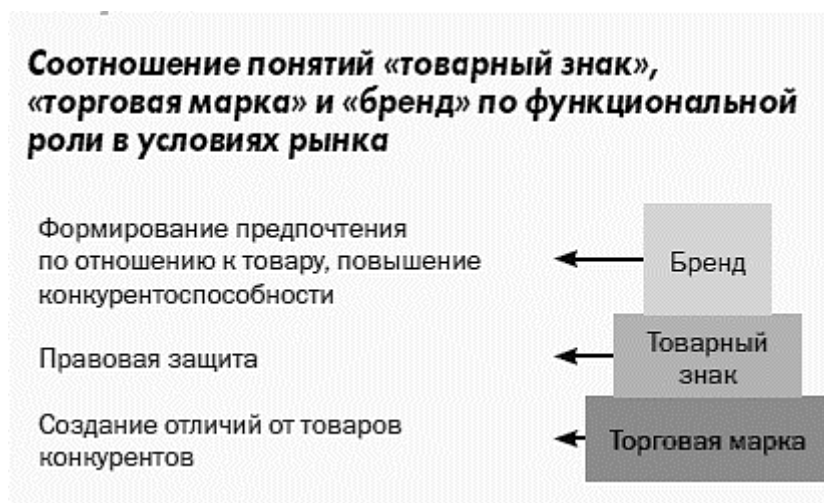 Соотношение понятий «товарный знак»,
«торговая марка» и «бренд» по функциональной
роли в условиях рынка
Формирование предпочтения
по отношению к товару, повышение
конкурентоспособности
Бренд
Правовая защита
Товарный
знак
Создание отличий от товаров
конкурентов
Торговая марка